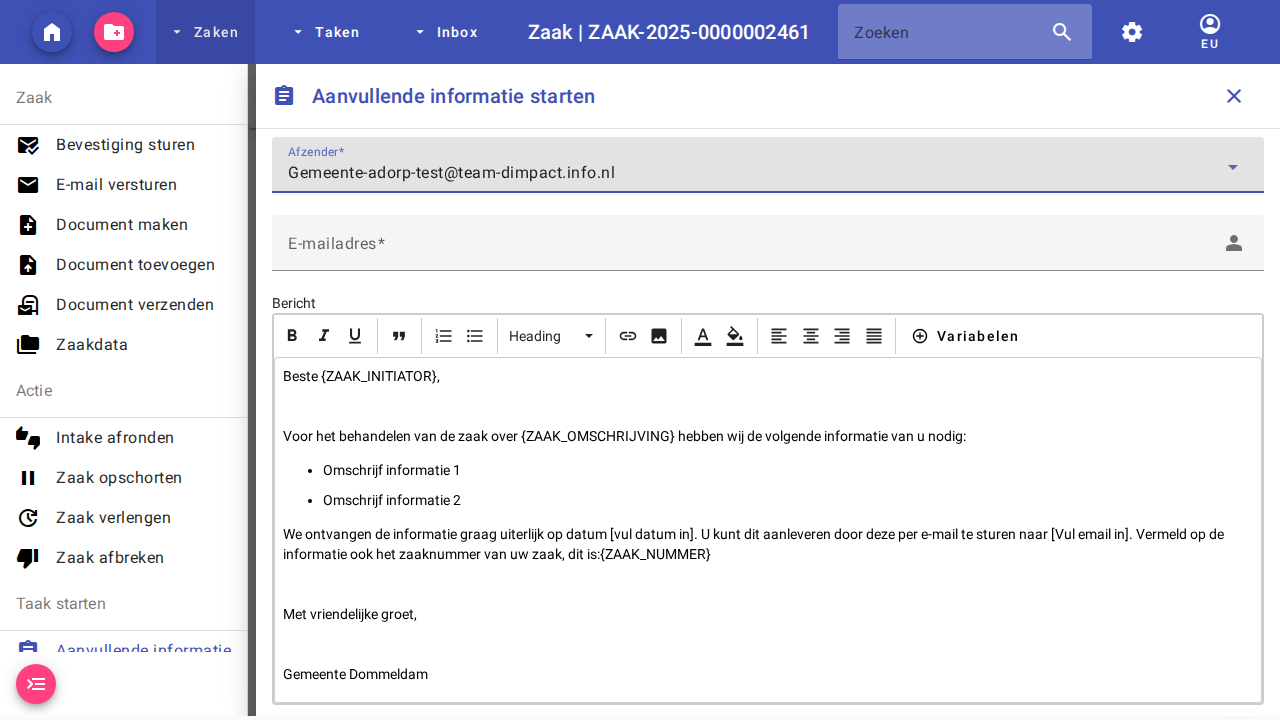 Zaken
Taken
Inbox
Zaak | ZAAK-2025-0000002461
Zoeken
EU
Zaak
Bevestiging sturen
E-mail versturen
Document maken
Document toevoegen
Document verzenden
Zaakdata
Actie
Intake afronden
Zaak opschorten
Zaak verlengen
Zaak afbreken
Taak starten
Aanvullende informatie
Aanvullende informatie starten
Afzender*
Gemeente-adorp-test@team-dimpact.info.nl
E-mailadres*
Bericht
Heading
Variabelen
Beste {ZAAK_INITIATOR},
Voor het behandelen van de zaak over {ZAAK_OMSCHRIJVING} hebben wij de volgende informatie van u nodig:
• Omschrijf informatie 1
• Omschrijf informatie 2
We ontvangen de informatie graag uiterlijk op datum [vul datum in]. U kunt dit aanleveren door deze per e-mail te sturen naar [Vul email in]. Vermeld op de
informatie ook het zaaknummer van uw zaak, dit is:{ZAAK_NUMMER}
Met vriendelijke groet,
Gemeente Dommeldam